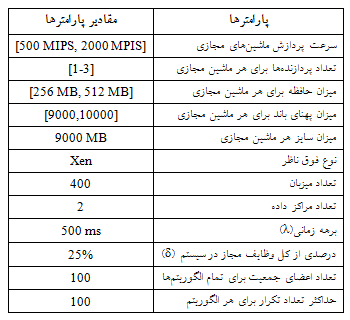 پارامترها مقادیر پارامترها
سرعت پردازش ماشین‌های مجازی [500 MIPS, 2000 MPIS]
تعداد پردازنده‌ها برای هر ماشین مجازی [1-3]
میزان حافظه برای هر ماشین مجازی [256 MB, 512 MB]
میزان پهنای باند برای هر ماشین مجازی [9000,10000]
میزان سایز هر ماشین مجازی 9000 MB
نوع فوق ناظر Xen
تعداد میزبان 400
تعداد مراکز داده 2
برهه زمانی(λ) 500 ms
درصدی از کل وظایف مجاز در سیستم (δ) 25%
تعداد اعضای جمعیت برای تمام الگوریتم‌ها 100
حداکثر تعداد تکرار برای هر الگوریتم 100